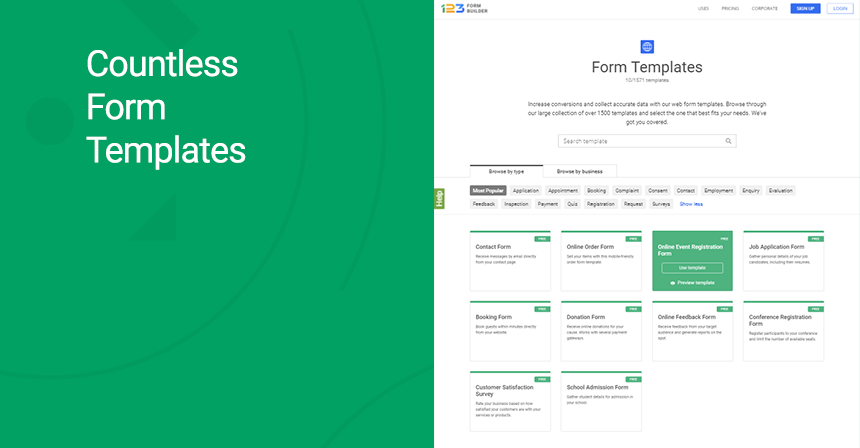 Countless
Form
Templates
123 FORM
BUILDER
USES PRICING CORPORATE SIGN UP LOGIN
Form Templates
10/1571 templates
Increase conversions and collect accurate data with our web form templates. Browse through
our large collection of over 1500 templates and select the one that best fits your needs. We've
got you covered.
Search template
Browse by type Browse by business
Help
Most Popular Application Appointment Booking Complaint Consent Contact Employment Enquiry Evaluation
Feedback Inspection Payment Quiz Registration Request Surveys Show less
FREE
Contact Form
Receive messages by email directly
from your contact page.
FREE
Online Order Form
Sell your items with this mobile-friendly
order form template.
FREE
Online Event Registration
Form
Use template
Preview template
FREE
Job Application Form
Gather personal details of your job
candidates, including their resumes.
FREE
Booking Form
Book guests within minutes directly
from your website.
FREE
Donation Form
Receive online donations for your
cause. Works with several payment
gateways.
FREE
Online Feedback Form
Receive feedback from your target
audience and generate reports on the
spot.
FREE
Conference Registration
Form
Register participants to your conference
and limit the number of available seats.
FREE
Customer Satisfaction
Survey
Rate your business based on how
satisfied your customers are with your
services or products.
FREE
School Admission Form
Gather student details for admission in
your school.